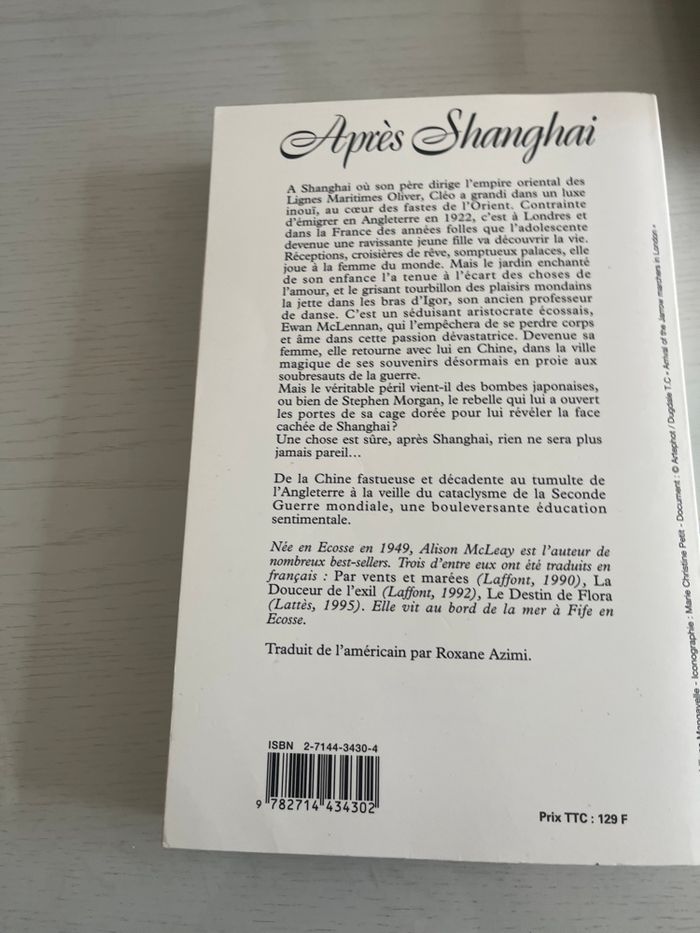 Après Shanghai
A Shanghai où son père dirige l'empire oriental des
Lignes Maritimes Oliver, Cléo a grandi dans un luxe
inouï, au cœur des fastes de l'Orient. Contrainte
d'émigrer en Angleterre en 1922, c'est à Londres et
dans la France des années folles que l'adolescente
devenue une ravissante jeune fille va découvrir la vie.
Réceptions, croisières de rêve, somptueux palaces, elle
joue à la femme du monde. Mais le jardin enchanté
de son enfance l'a tenue à l'écart des choses de
l'amour, et le grisant tourbillon des plaisirs mondains
la jette dans les bras d'Igor, son ancien professeur
de danse. C'est un séduisant aristocrate écossais,
Ewan McLennan, qui l'empêchera de se perdre corps
et âme dans cette passion dévastatrice. Devenue sa
femme, elle retourne avec lui en Chine, dans la ville
magique de ses souvenirs désormais en proie aux
soubresauts de la guerre.
Mais le véritable péril vient-il des bombes japonaises,
ou bien de Stephen Morgan, le rebelle qui lui a ouvert
les portes de sa cage dorée pour lui révéler la face
cachée de Shanghai?
Une chose est sûre, après Shanghai, rien ne sera plus
jamais pareil…
De la Chine fastueuse et décadente au tumulte de
l'Angleterre à la veille du cataclysme de la Seconde
Guerre mondiale, une bouleversante éducation
sentimentale.
Née en Ecosse en 1949, Alison McLeay est l'auteur de
nombreux best-sellers. Trois d'entre eux ont été traduits en
français : Par vents et marées (Laffont, 1990), La
Douceur de l'exil (Laffont, 1992), Le Destin de Flora
(Lattès, 1995). Elle vit au bord de la mer à Fife en
Ecosse.
Traduit de l'américain par Roxane Azimi.
ISBN 2-7144-3430-4
9 782714 434302
Prix TTC : 129 F
- Iconographie : Marie Christine Petit - Document : © Artephot / Dugdale T.C • Arrival of the Jarrow marchers in London •